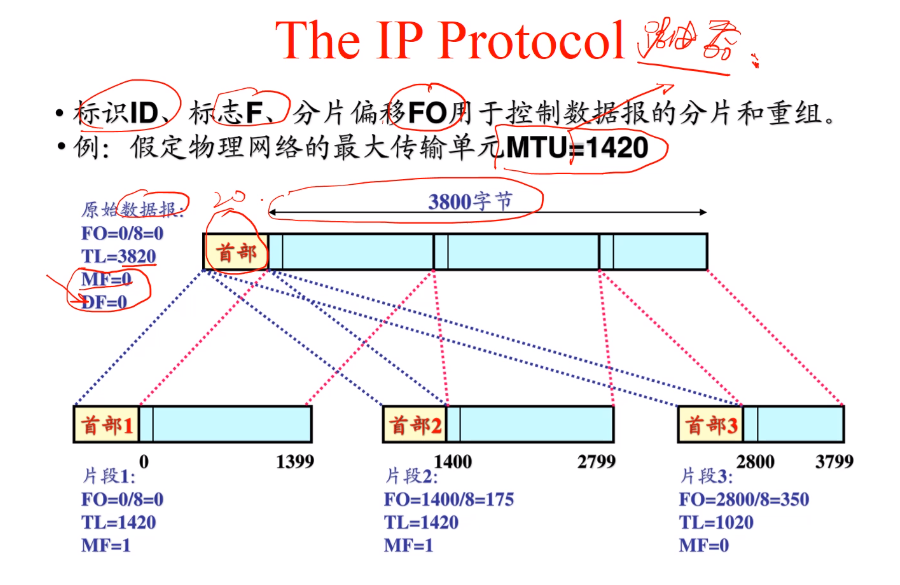 The IP Protocol 路由器:
• 标识ID、标志F、分片偏移FO用于控制数据报的分片和重组。
• 例：假定物理网络的最大传输单元MTU=1420
20
原始数据报:
FO=0/8=0
TL=3820
MF=0
DF=0
3800字节
首部
首部1
0
1399
片段1:
FO=0/8=0
TL=1420
MF=1
首部2
1400
2799
片段2:
FO=1400/8=175
TL=1420
MF=1
首部3
2800
3799
片段3:
FO=2800/8=350
TL=1020
MF=0